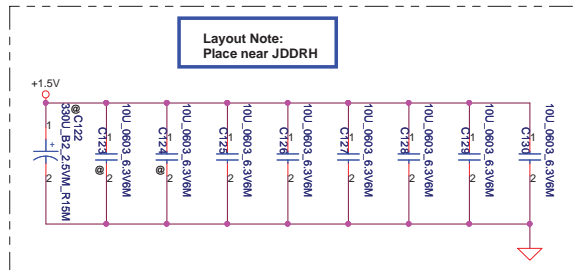 Layout Note:
Place near JDDRH
+1.5V
1
2
@C122
330U_B2_2.5VM_R15M
1
2
C123
@
10U_0603_6.3V6M
1
2
C124
@
10U_0603_6.3V6M
1
2
C125
10U_0603_6.3V6M
1
2
C126
10U_0603_6.3V6M
1
2
C127
10U_0603_6.3V6M
1
2
C128
10U_0603_6.3V6M
1
2
C129
10U_0603_6.3V6M
1
2
C130
10U_0603_6.3V6M